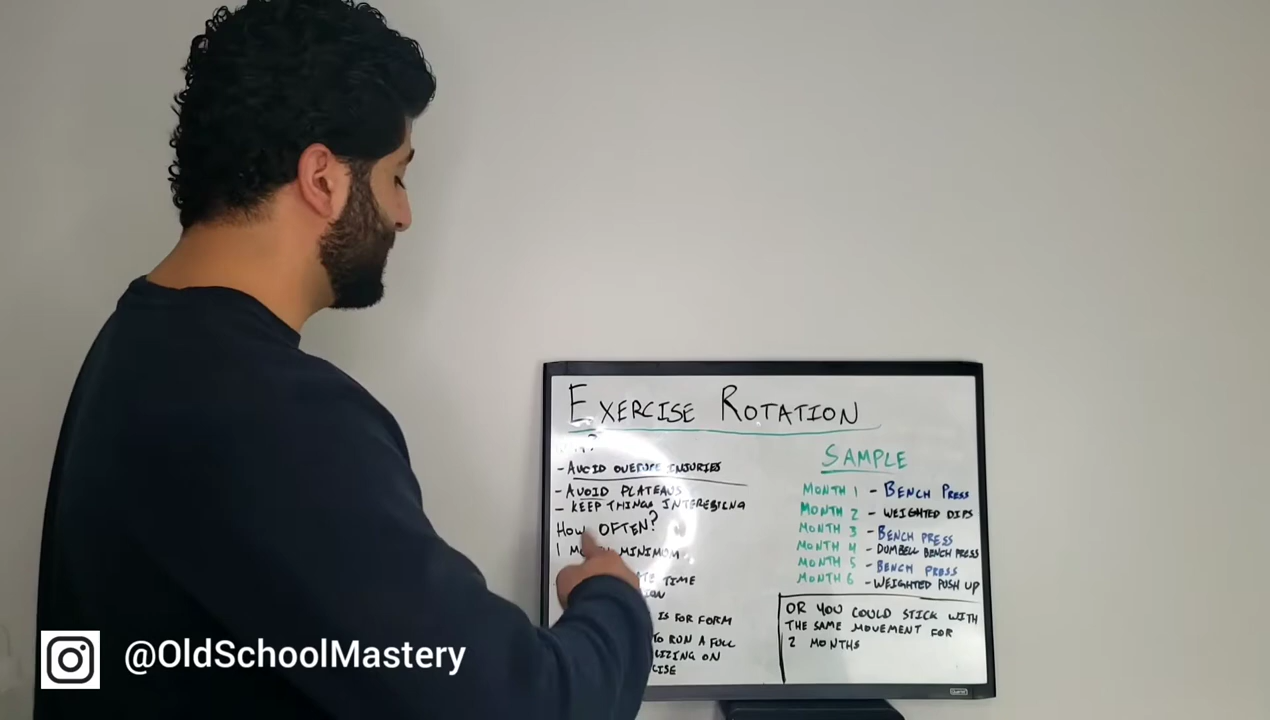 EXERCISE ROTATION
- AVOID OVERUSE INJURIES
- AVOID PLATEAUS
- KEEP THINGS INTERESTING
HOW OFTEN?
1 MONTH MINIMUM
TIME
IS FOR FORM
TO RUN A FULL
ON
SAMPLE
MONTH 1 - BENCH PRESS
MONTH 2 - WEIGHTED DIPS
MONTH 3 - BENCH PRESS
MONTH 4 - DUMBELL BENCH PRESS
MONTH 5 - BENCH PRESS
MONTH 6 - WEIGHTED PUSH UP
OR YOU COULD STICK WITH
THE SAME MOVEMENT FOR
2 MONTHS
@OldSchoolMastery